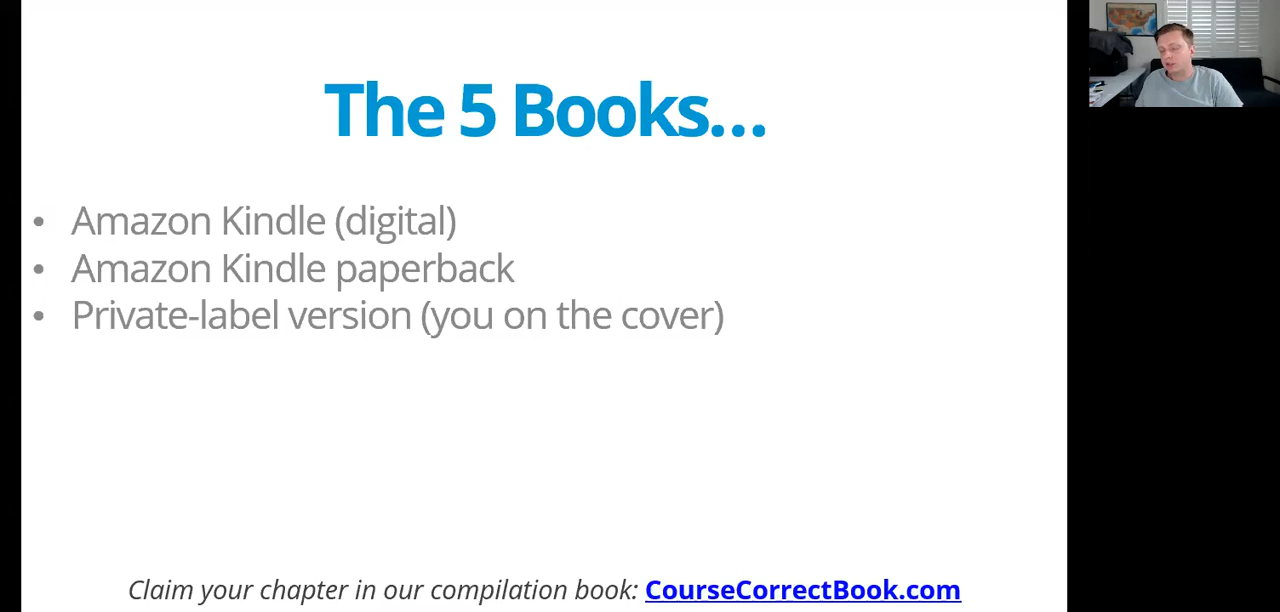 The 5 Books...
• Amazon Kindle (digital)
• Amazon Kindle paperback
• Private-label version (you on the cover)
Claim your chapter in our compilation book: CourseCorrectBook.com